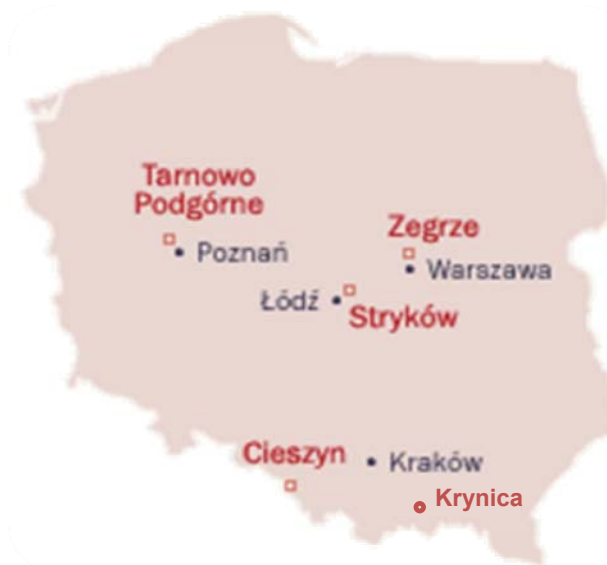 Tarnowo
Podgórne
Zegrze
Poznań
Warszawa
Łódź
Stryków
Cieszyn
Kraków
Krynica